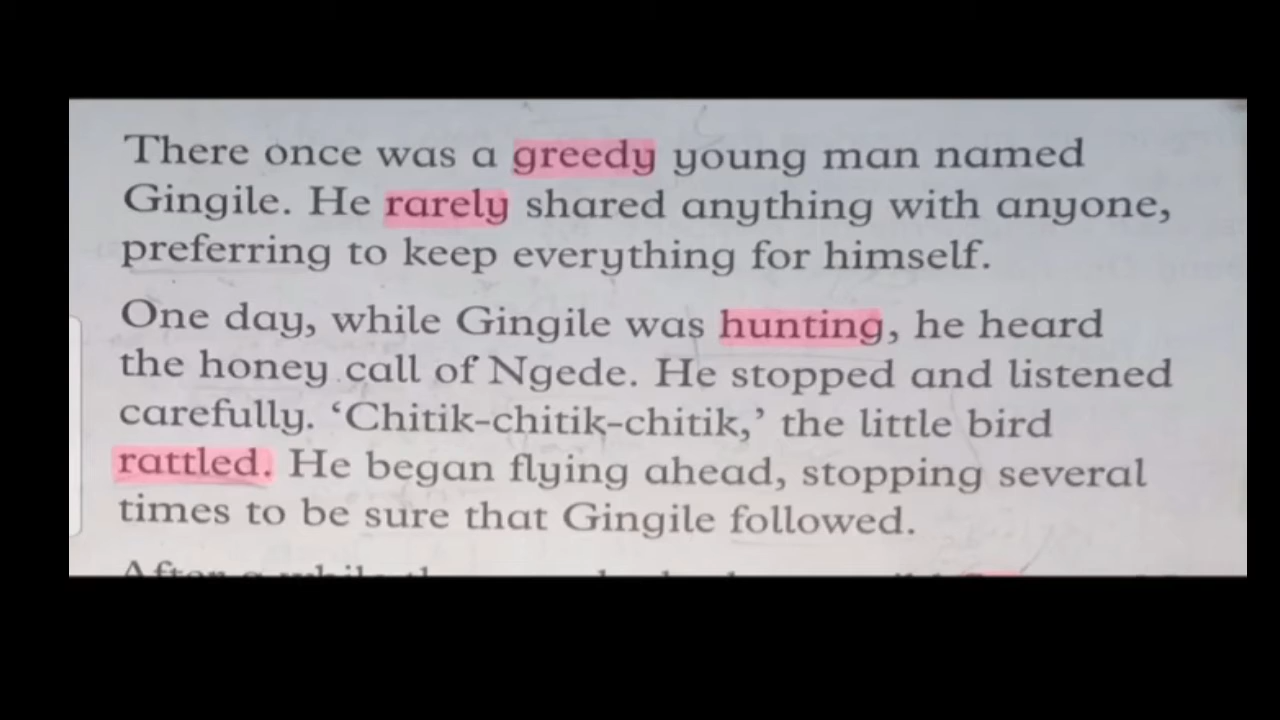 There once was a greedy young man named
Gingile. He rarely shared anything with anyone,
preferring to keep everything for himself.
One day, while Gingile was hunting, he heard
the honey call of Ngede. He stopped and listened
carefully. ‘Chitik-chitik-chitik,’ the little bird
rattled. He began flying ahead, stopping several
times to be sure that Gingile followed.